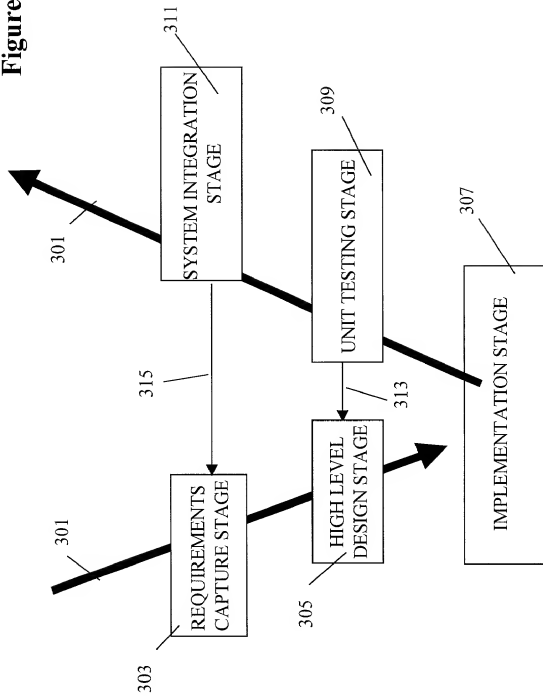 Figure
301
301
303
315
311
REQUIREMENTS
CAPTURE STAGE
SYSTEM INTEGRATION
STAGE
305
309
HIGH LEVEL
DESIGN STAGE
UNIT TESTING STAGE
313
307
IMPLEMENTATION STAGE